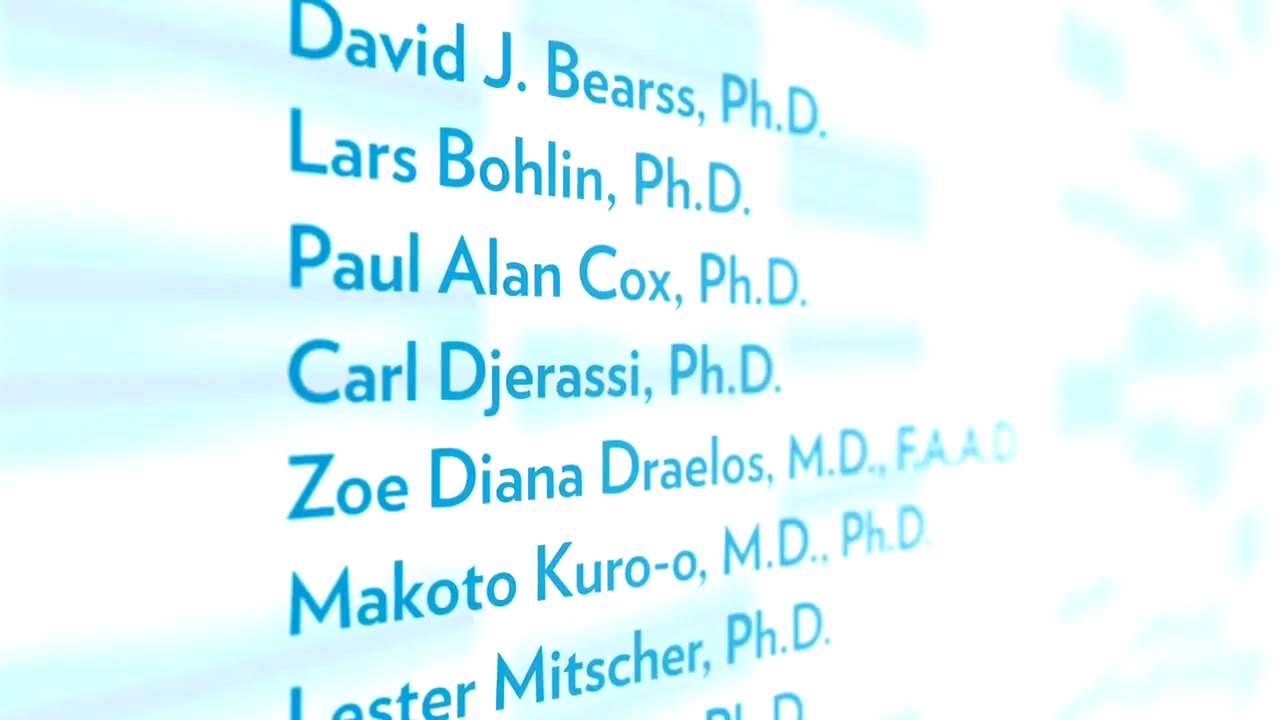 David J. Bearss, Ph.D.
Lars Bohlin, Ph.D.
Paul Alan Cox, Ph.D.
Carl Djerassi, Ph.D.
Zoe Diana Draelos, M.D., F.A.A.D
Makoto Kuro-o, M.D., Ph.D.
Lester Mitscher, Ph.D.
Ph.D.